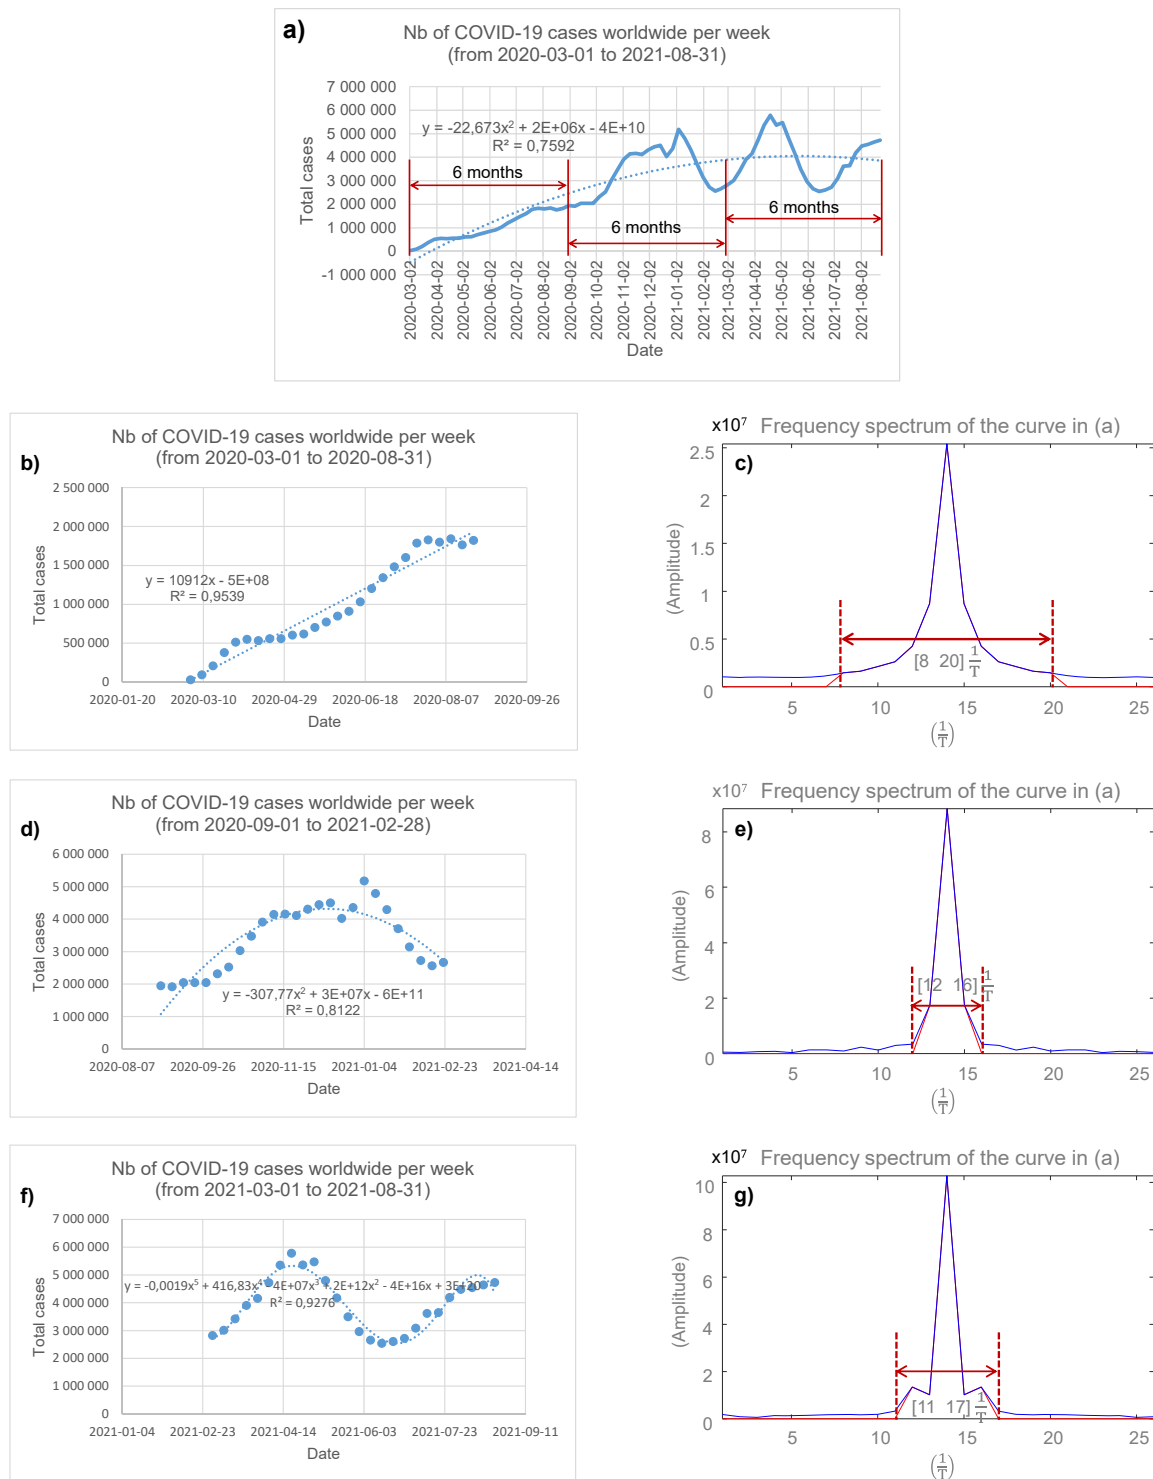 a)
Nb of COVID-19 cases worldwide per week
(from 2020-03-01 to 2021-08-31)
7 000 000
6 000 000
5 000 000
4 000 000
3 000 000
2 000 000
1 000 000
0
-1 000 000
Total cases
y = -22,673x² + 2E+06x - 4E+10
R² = 0,7592
6 months
6 months
6 months
2020-03-02
2020-04-02
2020-05-02
2020-06-02
2020-07-02
2020-08-02
2020-09-02
2020-10-02
2020-11-02
2020-12-02
2021-01-02
2021-02-02
2021-03-02
2021-04-02
2021-05-02
2021-06-02
2021-07-02
2021-08-02
Date
b)
Nb of COVID-19 cases worldwide per week
(from 2020-03-01 to 2020-08-31)
2 500 000
2 000 000
1 500 000
1 000 000
500 000
0
Total cases
y = 10912x - 5E+08
R² = 0,9539
2020-01-20 2020-03-10 2020-04-29 2020-06-18 2020-08-07 2020-09-26
Date
c)
x10⁷ Frequency spectrum of the curve in (a)
2.5
2
1.5
1
0.5
0
(Amplitude)
[8 20] 1/T
5 10 15 20 25
(1/T)
d)
Nb of COVID-19 cases worldwide per week
(from 2020-09-01 to 2021-02-28)
6 000 000
5 000 000
4 000 000
3 000 000
2 000 000
1 000 000
0
Total cases
y = -307,77x² + 3E+07x - 6E+11
R² = 0,8122
2020-08-07 2020-09-26 2020-11-15 2021-01-04 2021-02-23 2021-04-14
Date
e)
x10⁷ Frequency spectrum of the curve in (a)
8
6
4
2
0
(Amplitude)
[12 16] 1/T
5 10 15 20 25
(1/T)
f)
Nb of COVID-19 cases worldwide per week
(from 2021-03-01 to 2021-08-31)
7 000 000
6 000 000
5 000 000
4 000 000
3 000 000
2 000 000
1 000 000
0
Total cases
y = -0,0019x⁵ + 416,83x⁴ - 4E+07x³ + 2E+12x² - 4E+16x + 3E+20
R² = 0,9276
2021-01-04 2021-02-23 2021-04-14 2021-06-03 2021-07-23 2021-09-11
Date
g)
x10⁷ Frequency spectrum of the curve in (a)
10
8
6
4
2
0
(Amplitude)
[11 17] 1/T
5 10 15 20 25
(1/T)